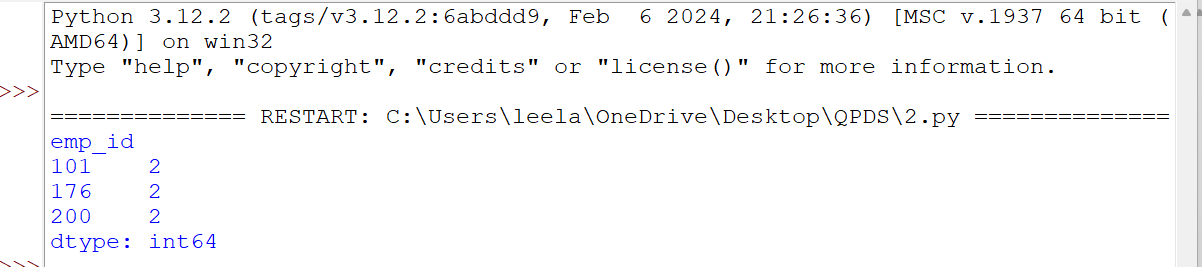 Python 3.12.2 (tags/v3.12.2:6abddd9, Feb  6 2024, 21:26:36) [MSC v.1937 64 bit (
AMD64)] on win32
Type "help", "copyright", "credits" or "license()" for more information.
>>>
============== RESTART: C:\Users\leela\OneDrive\Desktop\QPDS\2.py ==============
emp_id
101    2
176    2
200    2
dtype: int64
>>>